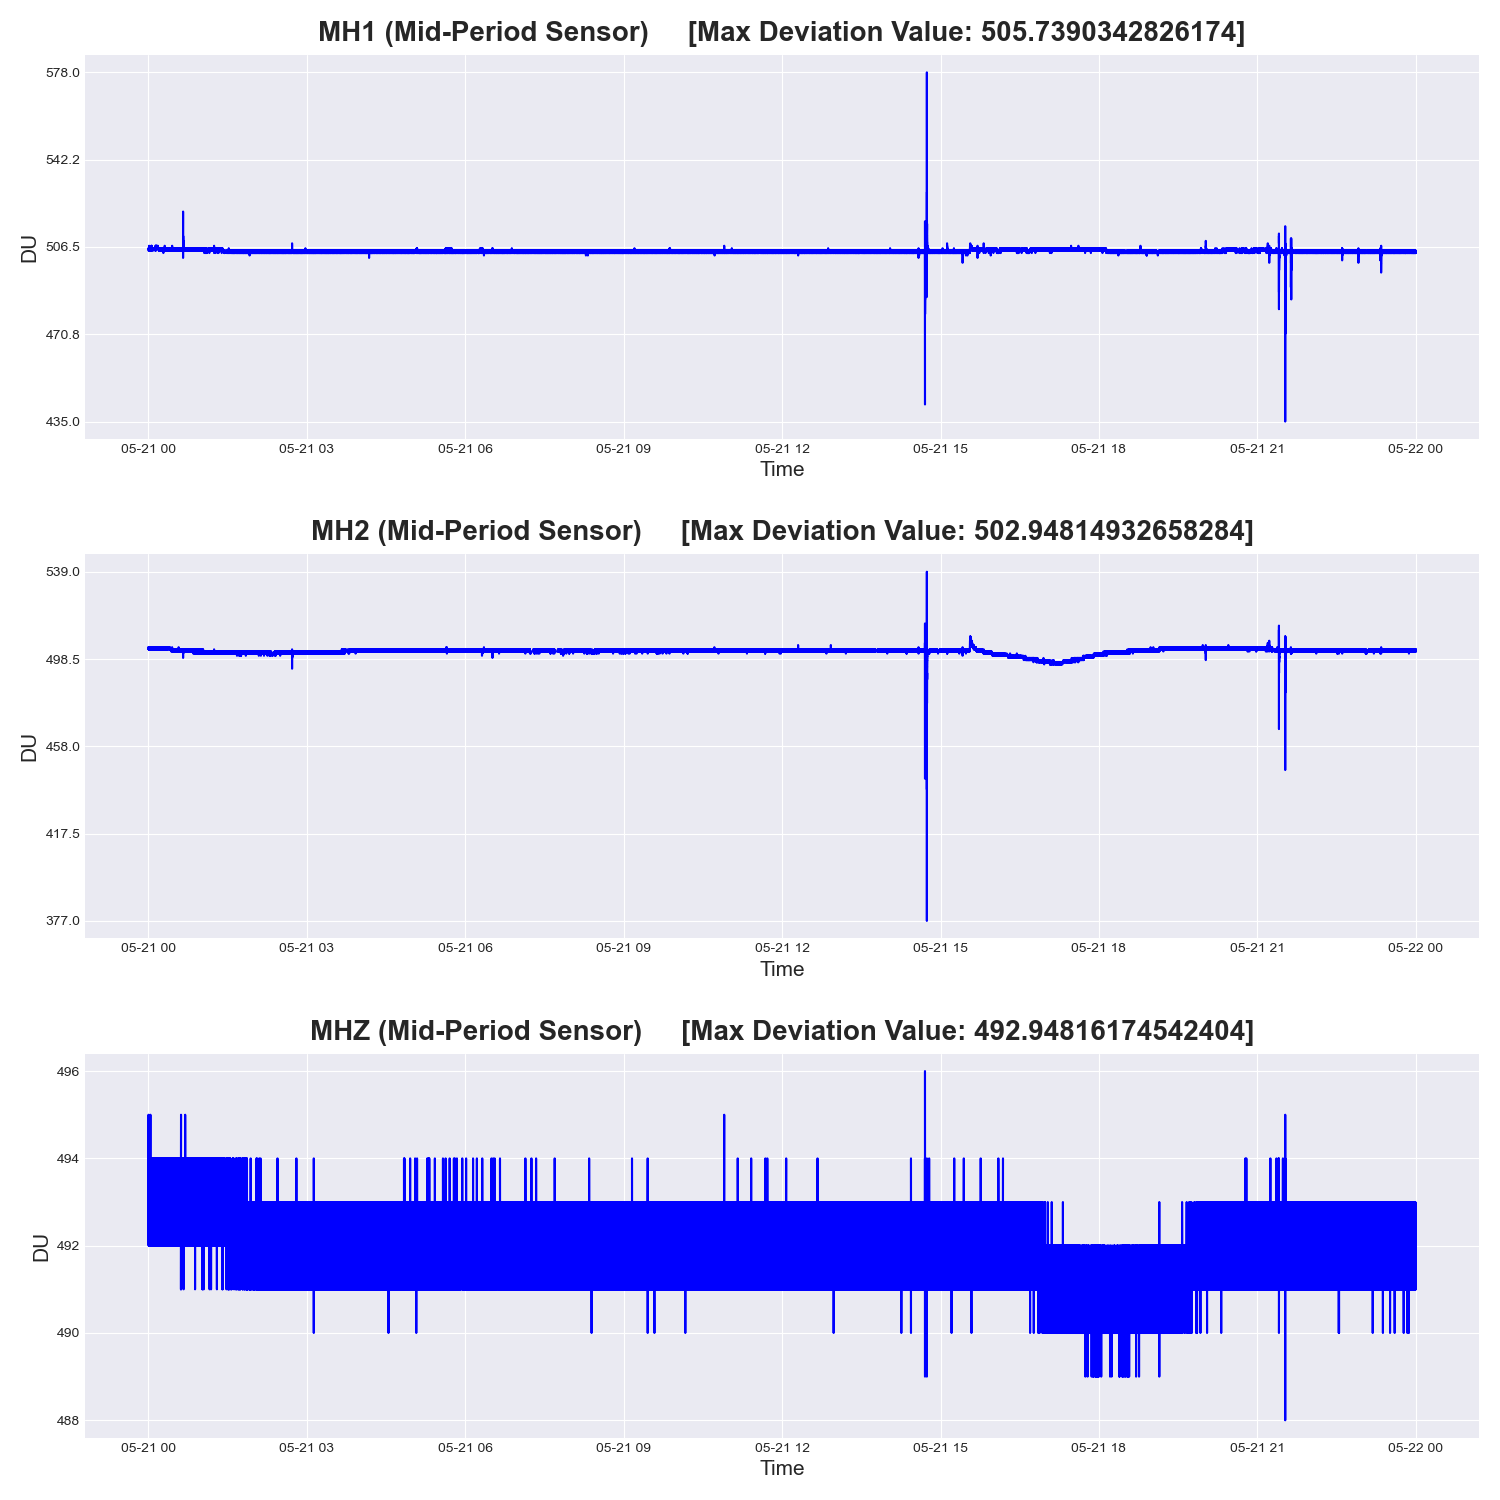 MH1 (Mid-Period Sensor) [Max Deviation Value: 505.7390342826174]
578.0
542.2
506.5
470.8
435.0
DU
05-21 00 05-21 03 05-21 06 05-21 09 05-21 12 05-21 15 05-21 18 05-21 21 05-22 00
Time
MH2 (Mid-Period Sensor) [Max Deviation Value: 502.94814932658284]
539.0
498.5
458.0
417.5
377.0
DU
05-21 00 05-21 03 05-21 06 05-21 09 05-21 12 05-21 15 05-21 18 05-21 21 05-22 00
Time
MHZ (Mid-Period Sensor) [Max Deviation Value: 492.94816174542404]
496
494
492
490
488
DU
05-21 00 05-21 03 05-21 06 05-21 09 05-21 12 05-21 15 05-21 18 05-21 21 05-22 00
Time